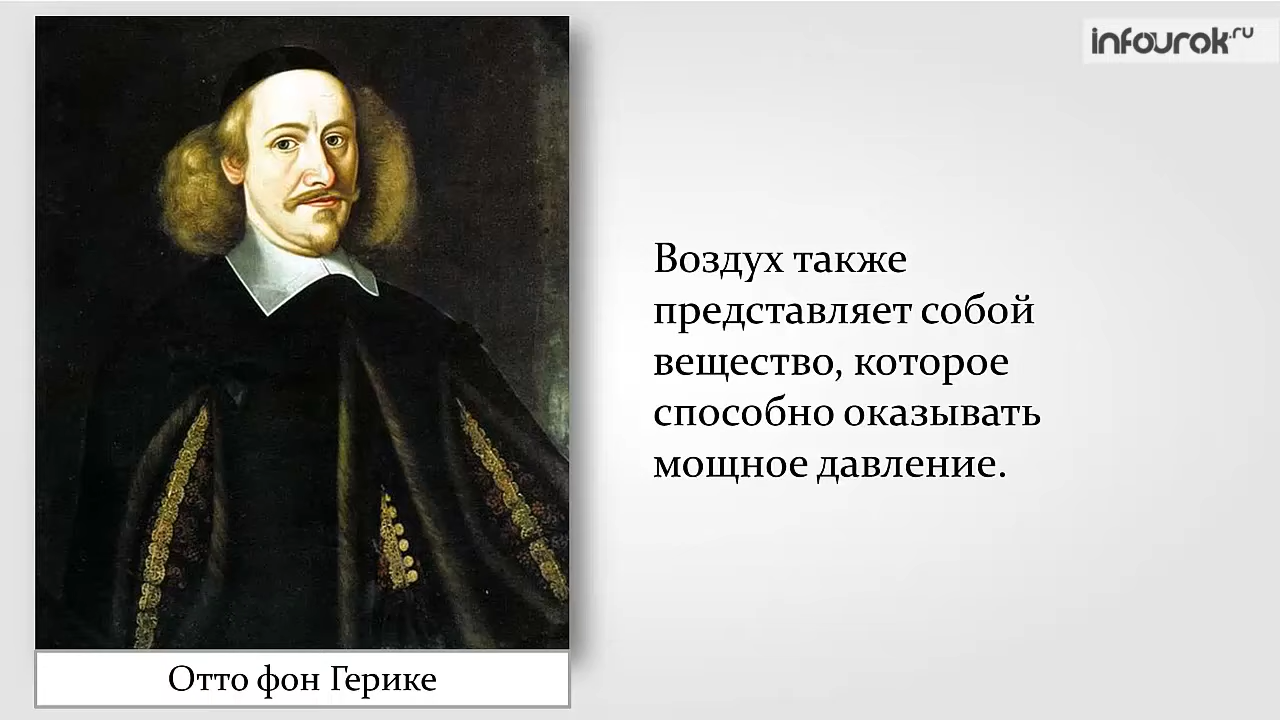 infourok.ru
Воздух также
представляет собой
вещество, которое
способно оказывать
мощное давление.
Отто фон Герике